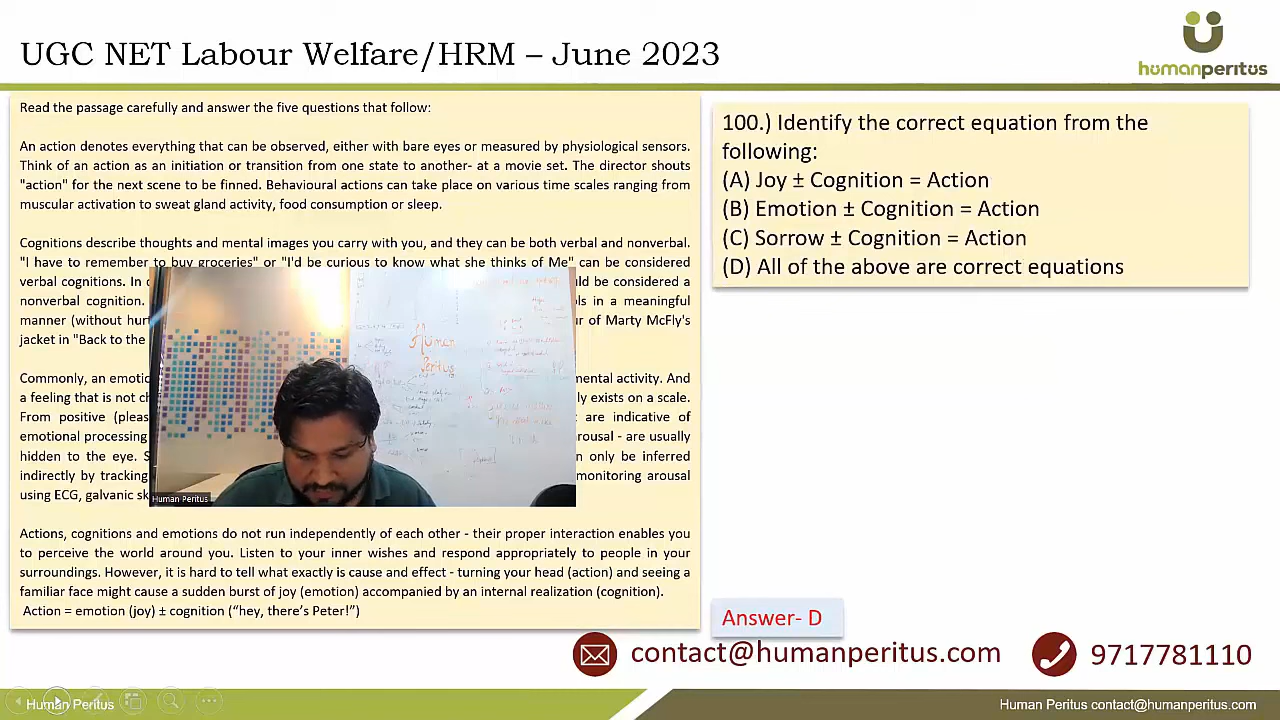 UGC NET Labour Welfare/HRM – June 2023
humanperitus
Read the passage carefully and answer the five questions that follow:
An action denotes everything that can be observed, either with bare eyes or measured by physiological sensors.
Think of an action as an initiation or transition from one state to another- at a movie set. The director shouts
"action" for the next scene to be finned. Behavioural actions can take place on various time scales ranging from
muscular activation to sweat gland activity, food consumption or sleep.
Cognitions describe thoughts and mental images you carry with you, and they can be both verbal and nonverbal.
"I have to remember to buy groceries" or "I'd be curious to know what she thinks of Me" can be considered
verbal cognitions. In be considered a
nonverbal cognition. in a meaningful
manner (without of Marty McFly's
jacket in "Back to the
Commonly, an mental activity. And
a feeling that is not exists on a scale.
From positive are indicative of
emotional processing - are usually
hidden to the eye. only be inferred
indirectly by tracking monitoring arousal
using ECG, galvanic
Actions, cognitions and emotions do not run independently of each other - their proper interaction enables you
to perceive the world around you. Listen to your inner wishes and respond appropriately to people in your
surroundings. However, it is hard to tell what exactly is cause and effect - turning your head (action) and seeing a
familiar face might cause a sudden burst of joy (emotion) accompanied by an internal realization (cognition).
Action = emotion (joy) ± cognition (“hey, there’s Peter!”)
Human
Peritus
Human Peritus
100.) Identify the correct equation from the
following:
(A) Joy ± Cognition = Action
(B) Emotion ± Cognition = Action
(C) Sorrow ± Cognition = Action
(D) All of the above are correct equations
Answer- D
contact@humanperitus.com
9717781110
Human Peritus
Human Peritus contact@humanperitus.com